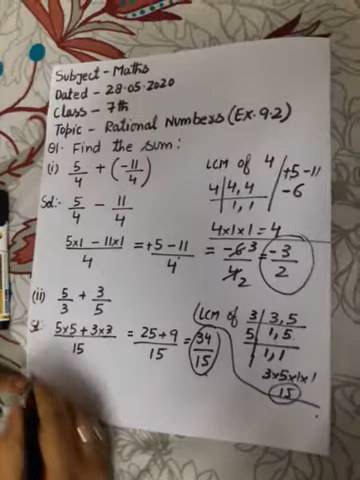 Subject - Maths
Dated - 28.05.2020
Class - 7th
Topic - Rational Numbers (Ex. 9.2)
Q1. Find the sum:
(i) 5/4 + (-11/4)
LCM of 4
4 | 4, 4
1, 1
4×1×1 = 4
+5 - 11
-6
Sol:- 5/4 - 11/4
5×1 - 11×1/4 = +5 - 11/4 = -6 3/4 2 = -3/2
(ii) 5/3 + 3/5
LCM of 3 | 3, 5
5 | 1, 5
1, 1
3×5×1×1
15
Sol: 5×5 + 3×3/15 = 25 + 9/15 = 34/15